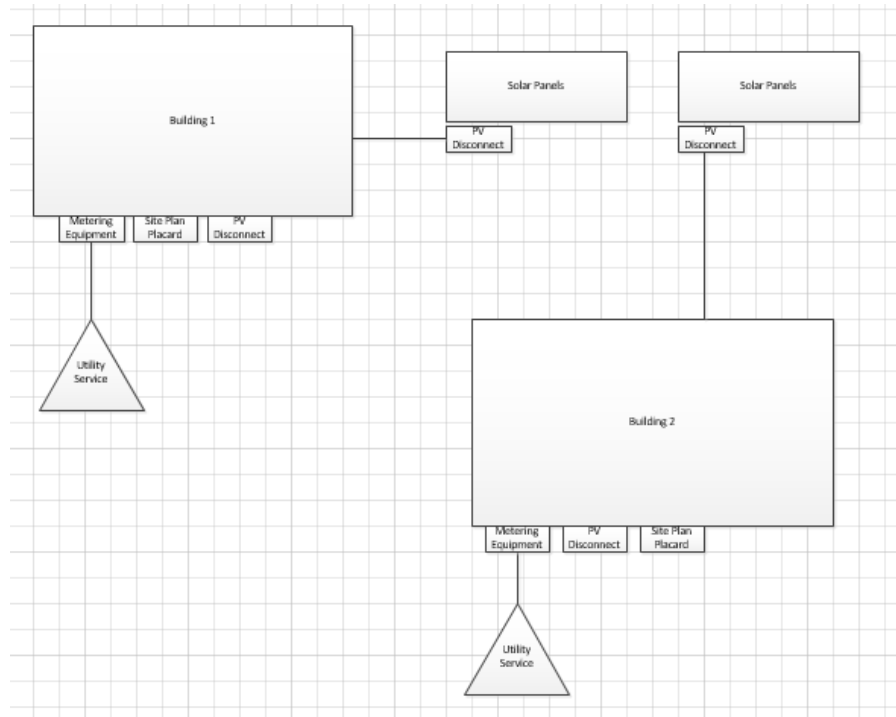 Solar Panels
Solar Panels
Building 1
PV
Disconnect
PV
Disconnect
Metering
Equipment
Site Plan
Placard
PV
Disconnect
Utility
Service
Building 2
Metering
Equipment
PV
Disconnect
Site Plan
Placard
Utility
Service